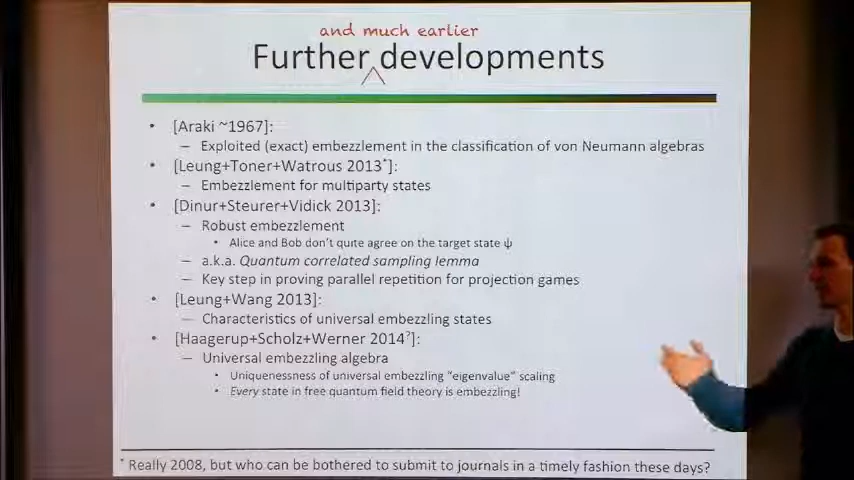 and much earlier
Further developments
• [Araki ~1967]:
– Exploited (exact) embezzlement in the classification of von Neumann algebras
• [Leung+Toner+Watrous 2013*]:
– Embezzlement for multiparty states
• [Dinur+Steurer+Vidick 2013]:
– Robust embezzlement
• Alice and Bob don't quite agree on the target state ψ
– a.k.a. Quantum correlated sampling lemma
– Key step in proving parallel repetition for projection games
• [Leung+Wang 2013]:
– Characteristics of universal embezzling states
• [Haagerup+Scholz+Werner 2014?]:
– Universal embezzling algebra
• Uniquenessness of universal embezzling "eigenvalue" scaling
• Every state in free quantum field theory is embezzling!
* Really 2008, but who can be bothered to submit to journals in a timely fashion these days?